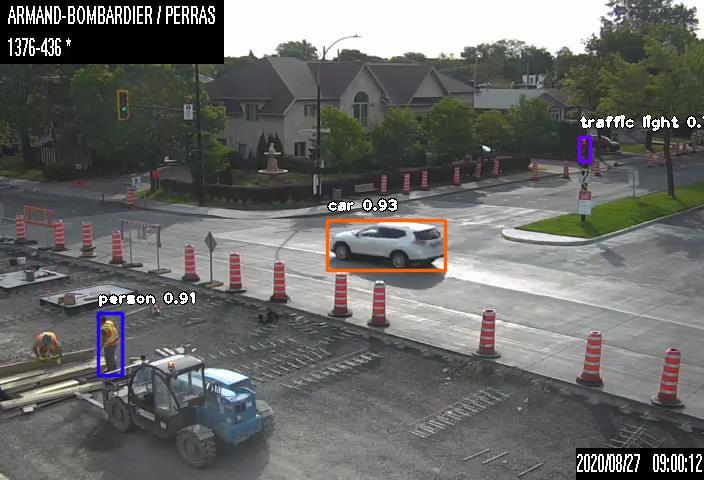 ARMAND-BOMBARDIER / PERRAS
1376-436 *
traffic light 0.
car 0.93
person 0.91
2020/08/27 09:00:12